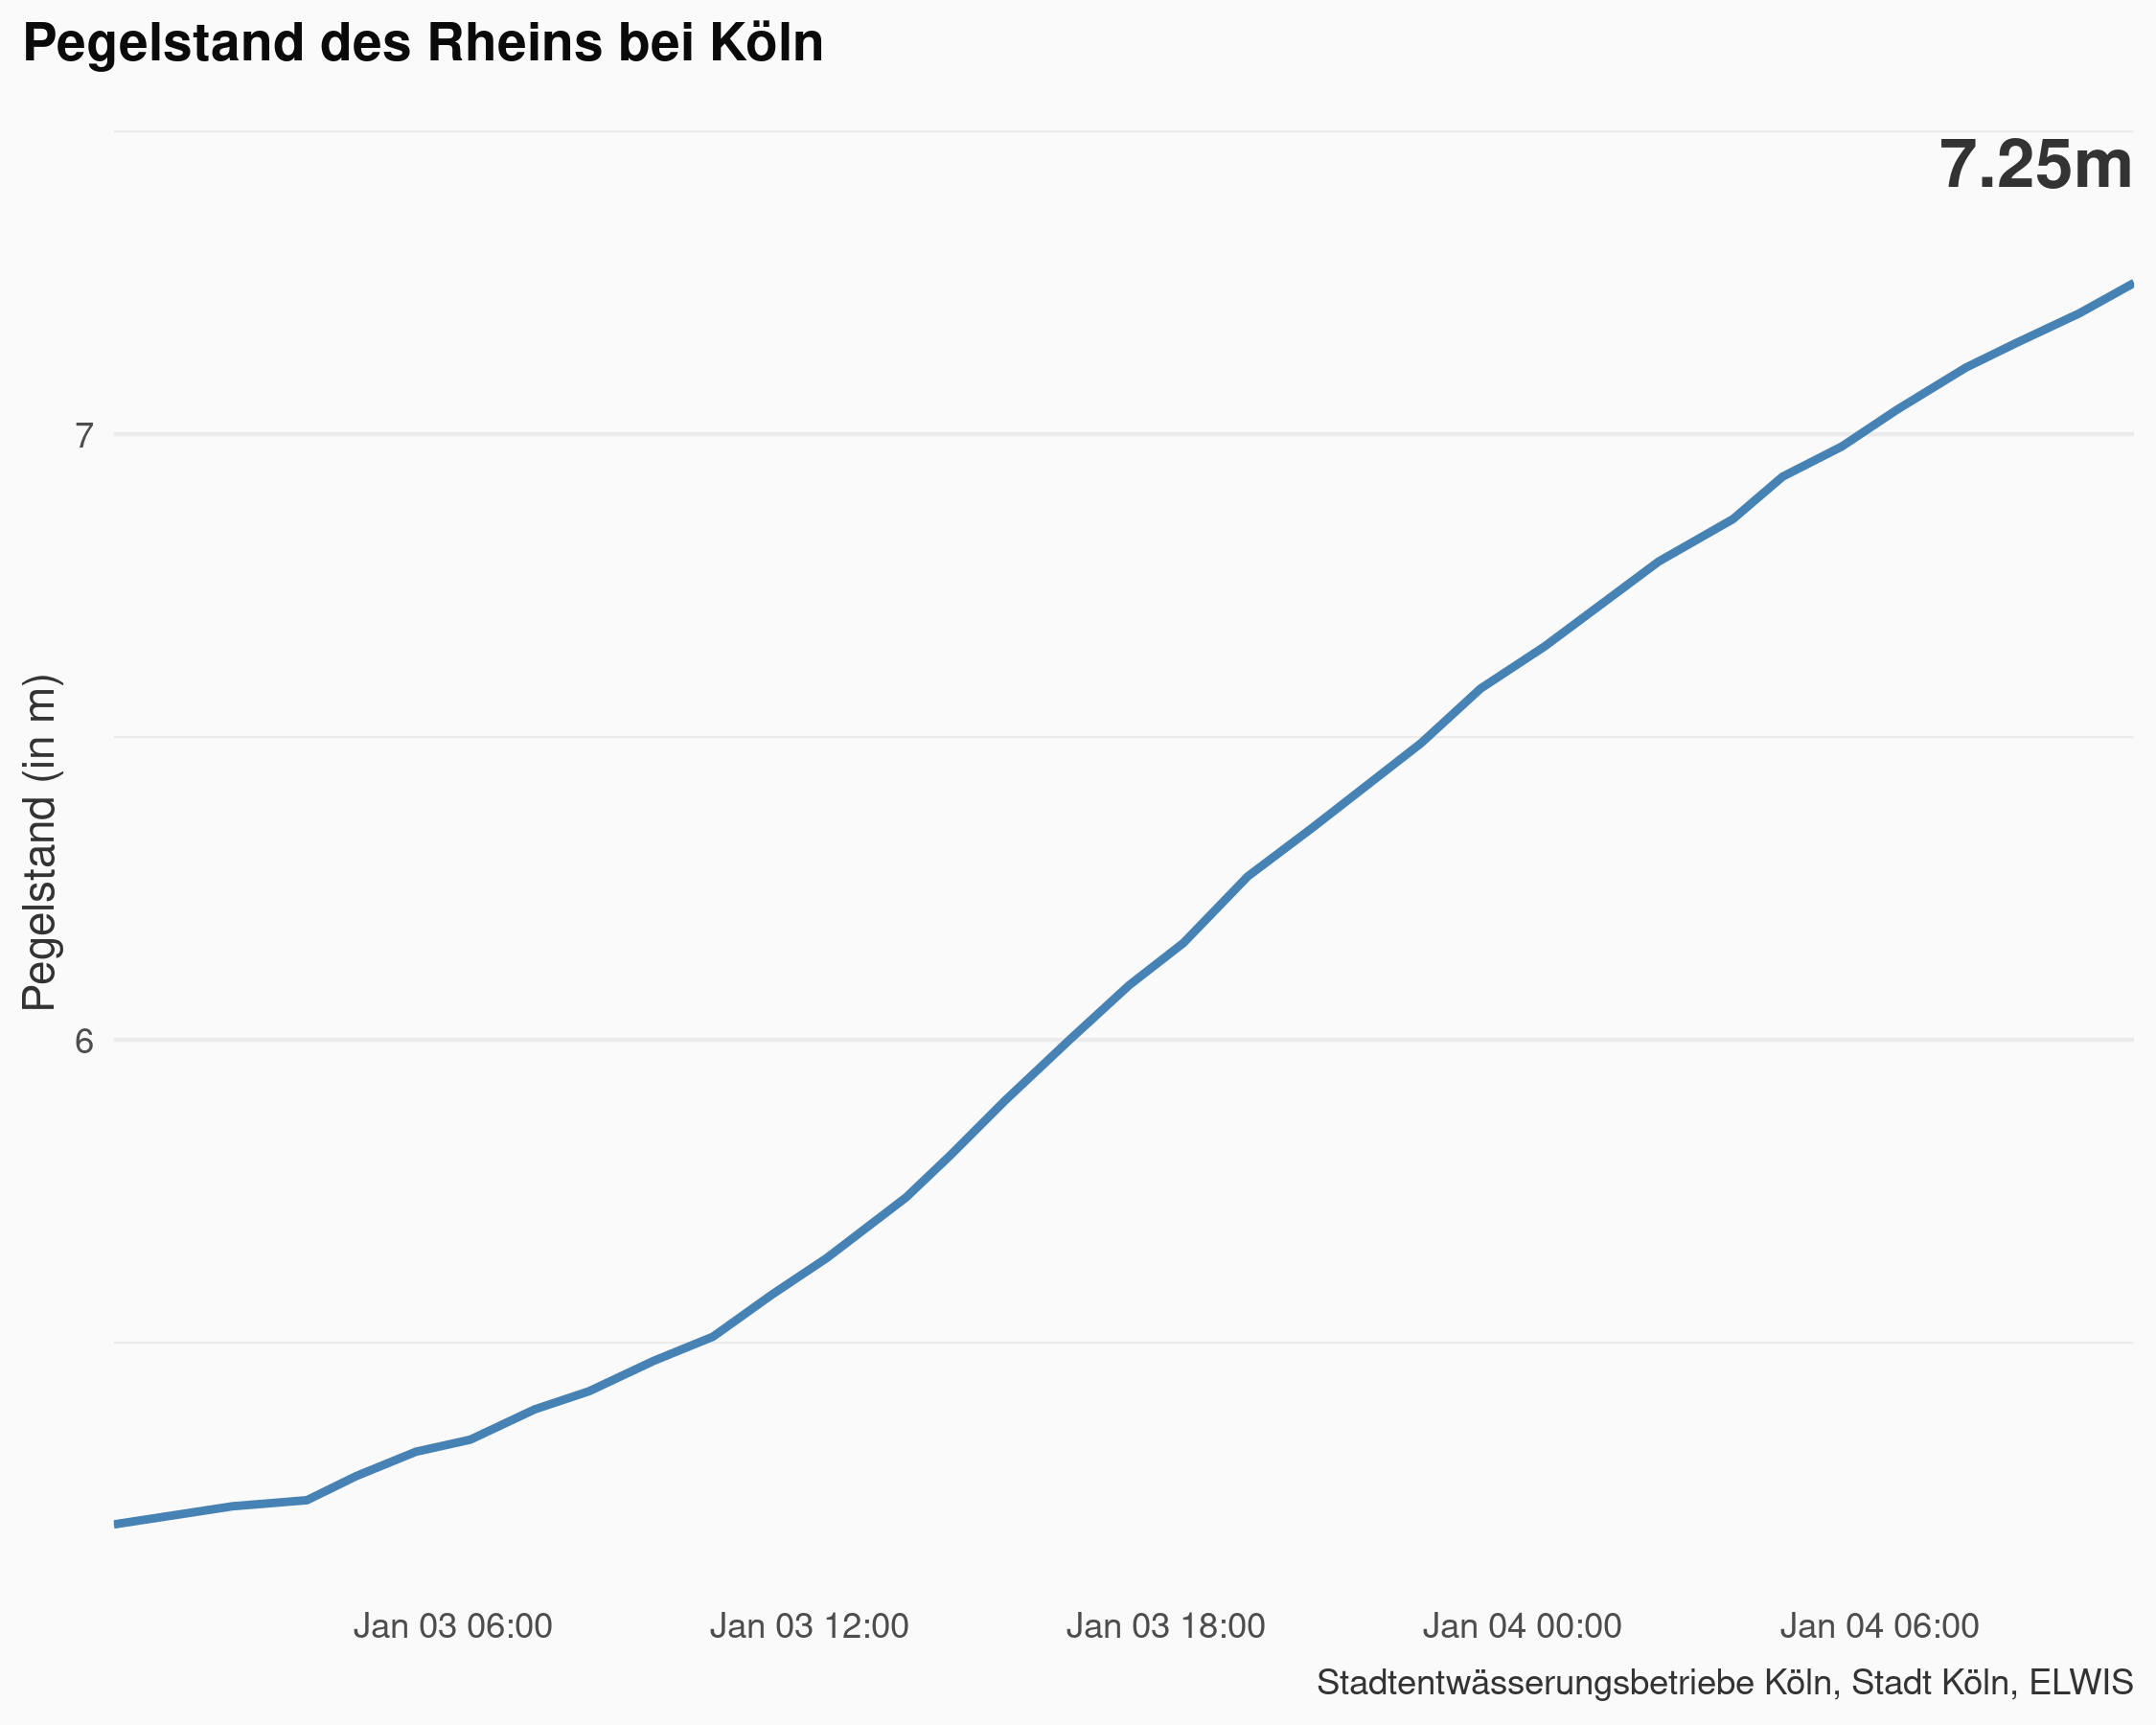 Pegelstand des Rheins bei Köln
7.25m
Pegelstand (in m)
7
6
Jan 03 06:00
Jan 03 12:00
Jan 03 18:00
Jan 04 00:00
Jan 04 06:00
Stadtentwässerungsbetriebe Köln, Stadt Köln, ELWIS